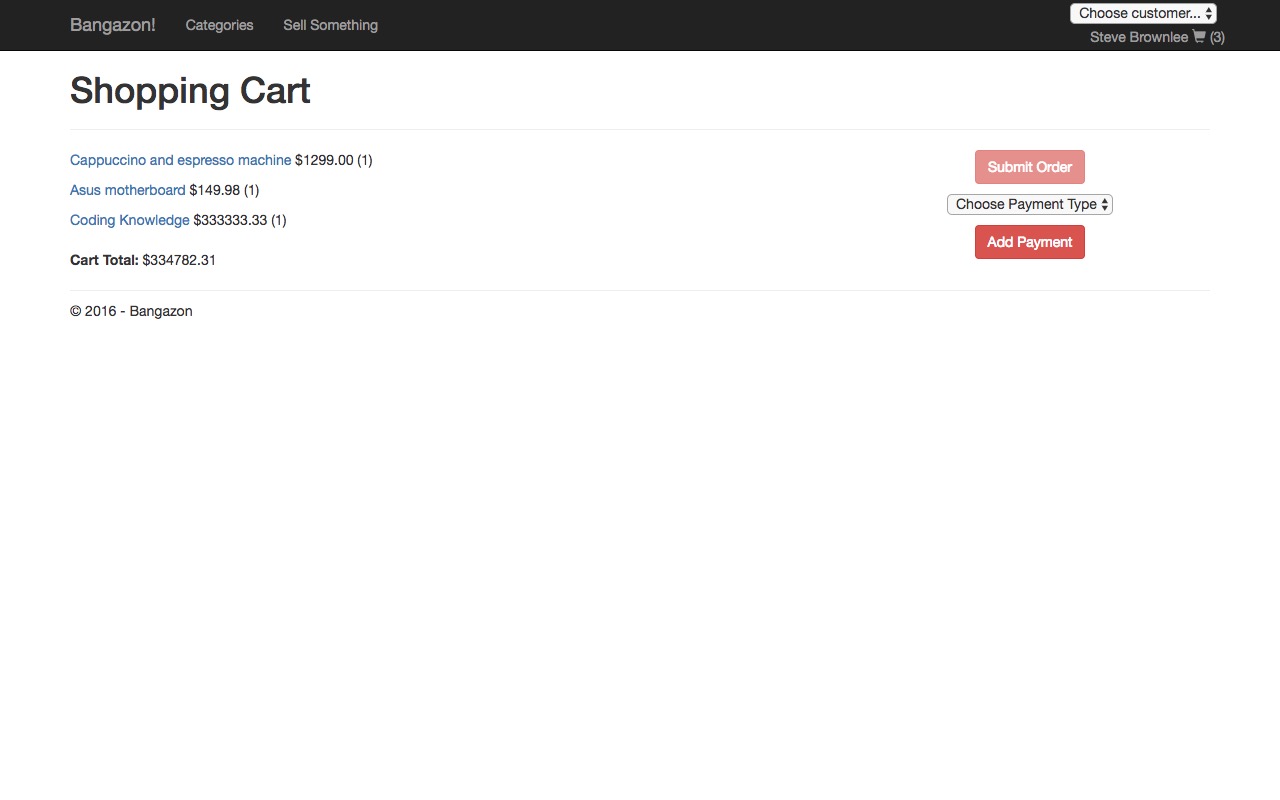 Bangazon! Categories Sell Something Choose customer...
Steve Brownlee (3)
Shopping Cart
Cappuccino and espresso machine $1299.00 (1)
Asus motherboard $149.98 (1)
Coding Knowledge $333333.33 (1)
Cart Total: $334782.31
Submit Order
Choose Payment Type
Add Payment
© 2016 - Bangazon